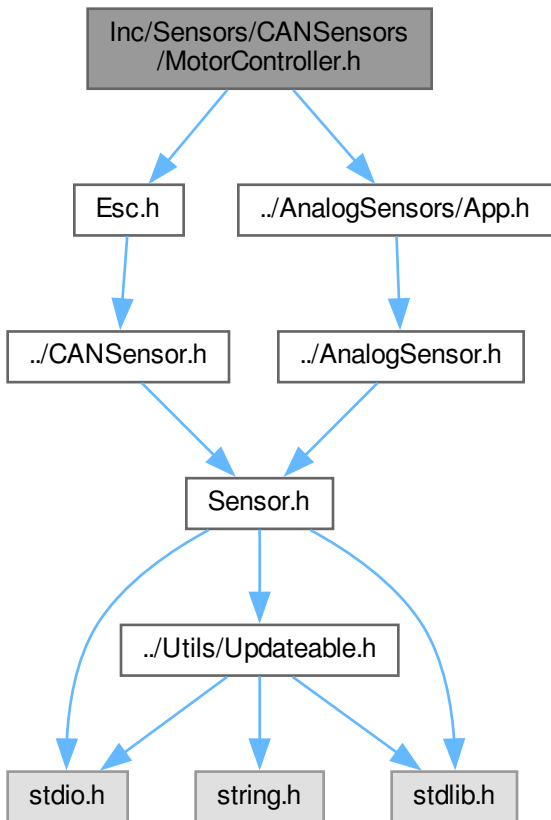 Inc/Sensors/CANSensors
/MotorController.h
Esc.h
../AnalogSensors/App.h
../CANSensor.h
../AnalogSensor.h
Sensor.h
../Utils/Updateable.h
stdio.h
string.h
stdlib.h